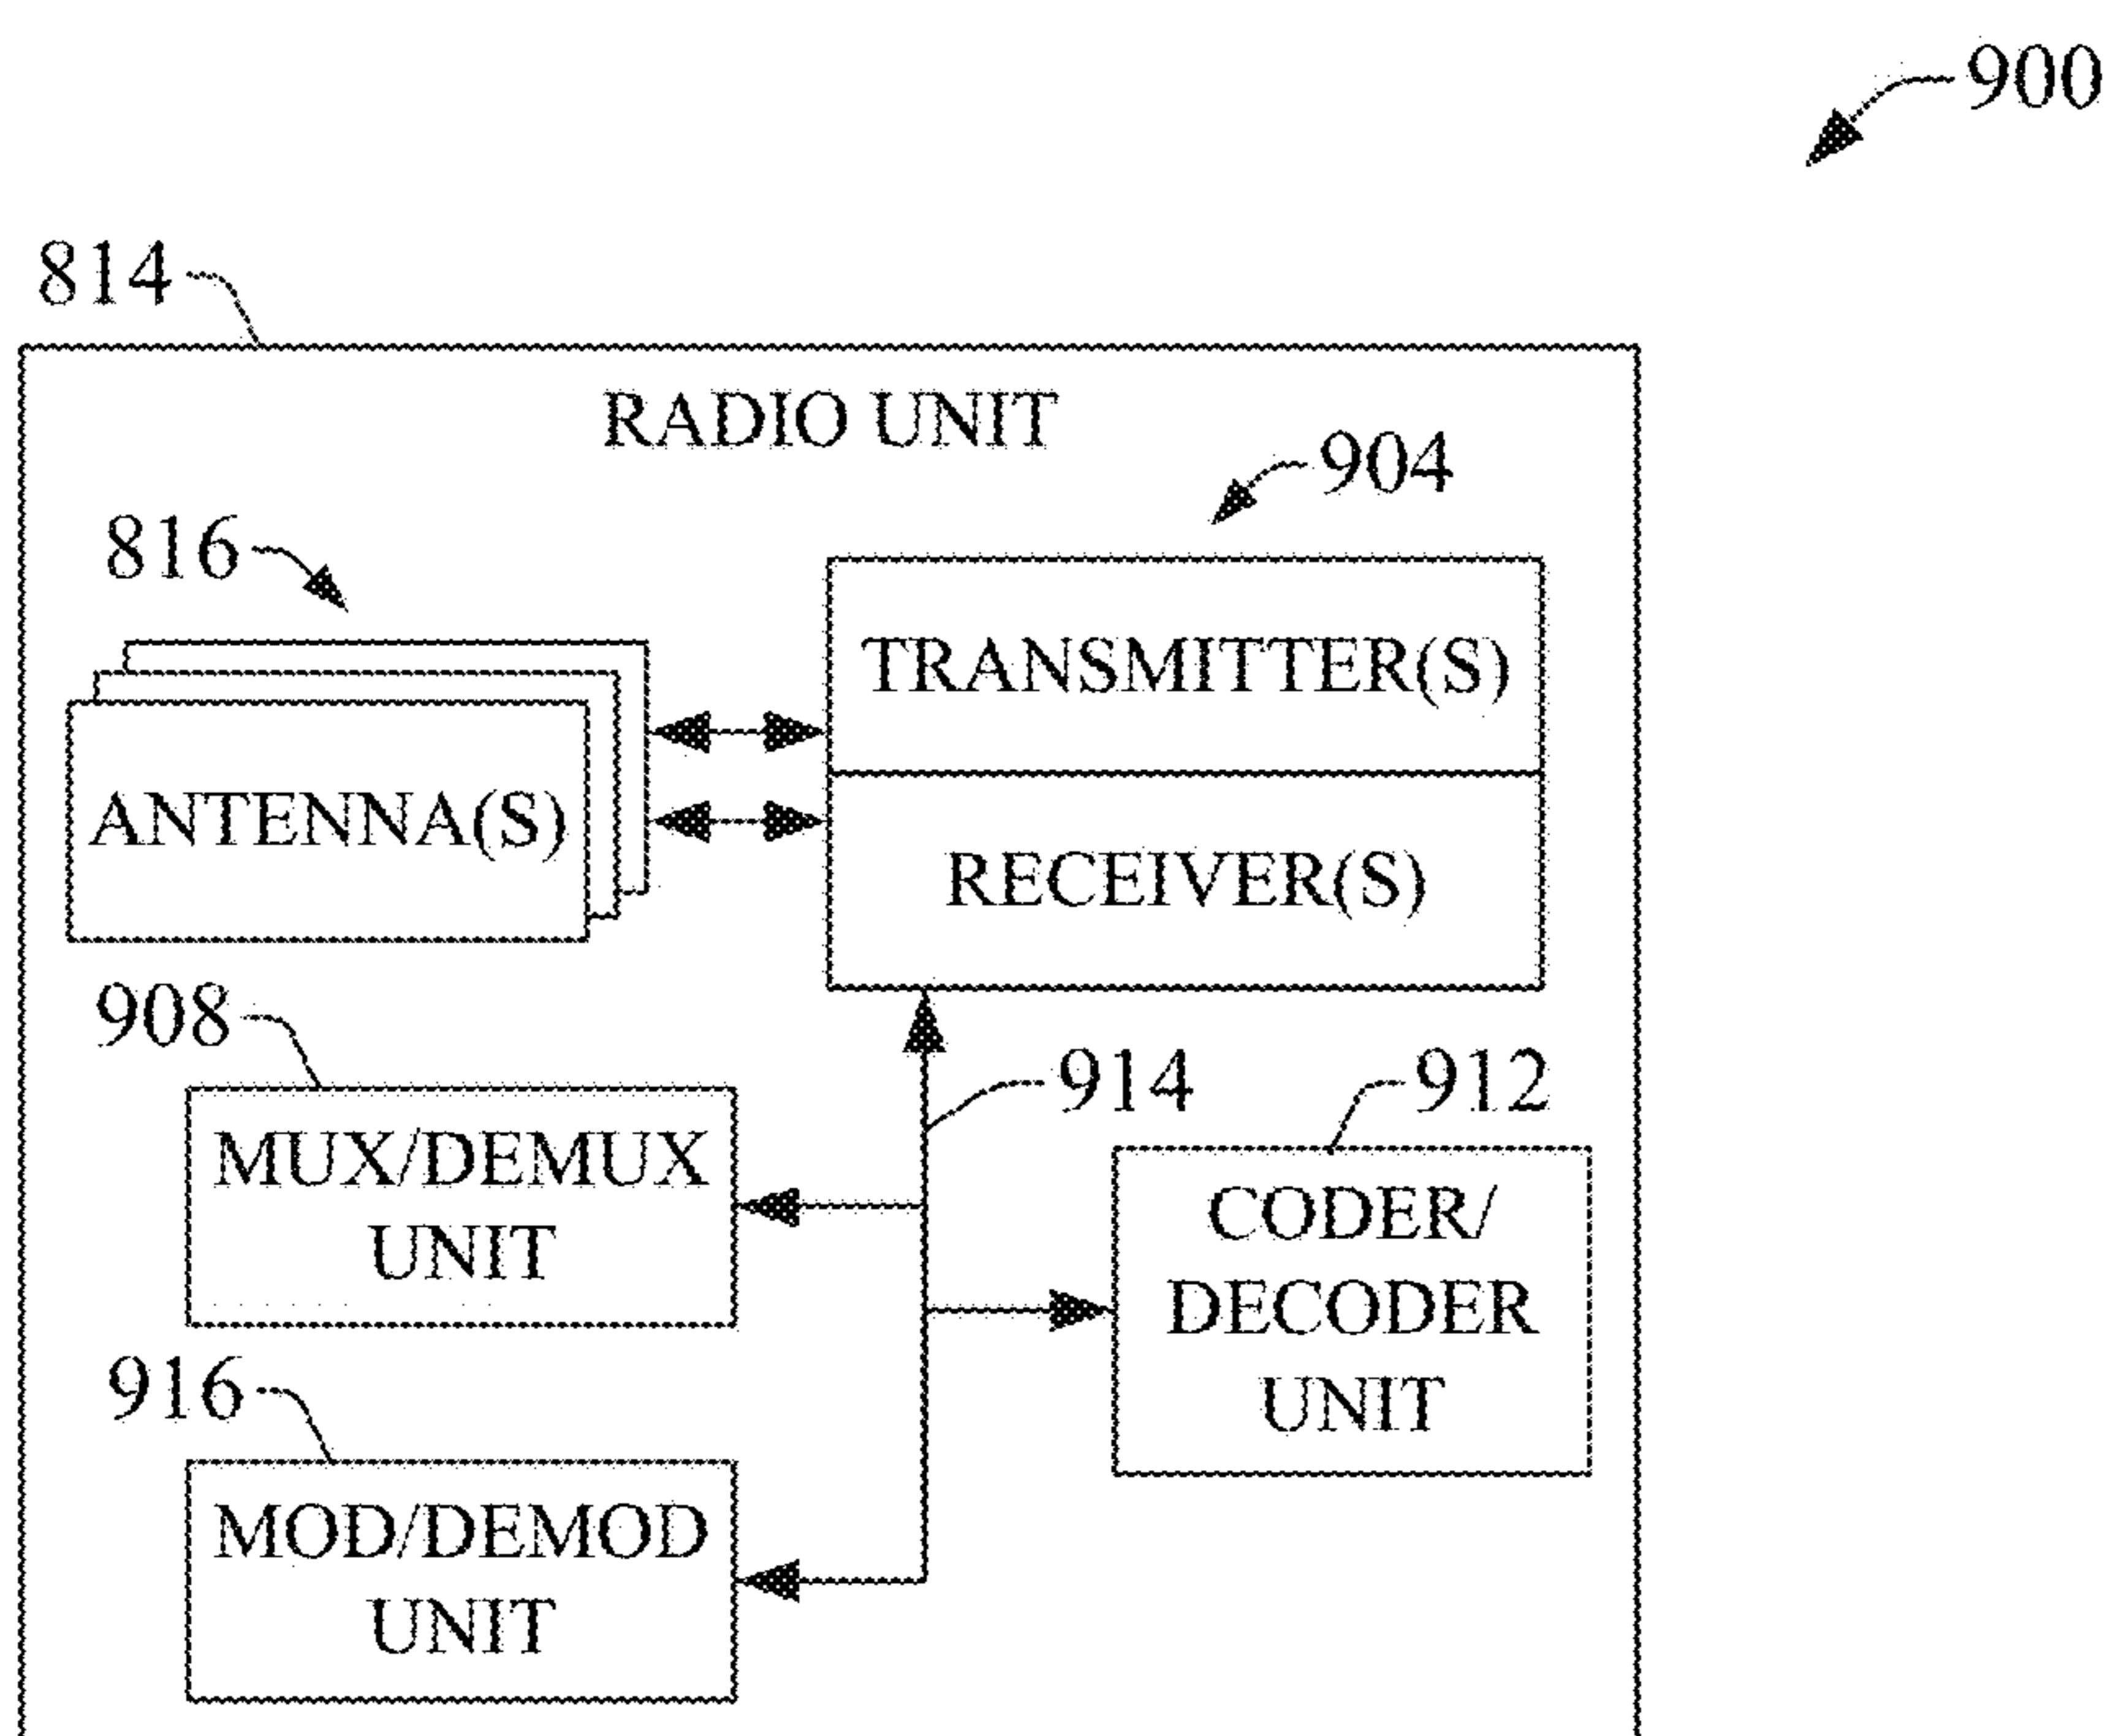 900
814
RADIO UNIT
904
816
TRANSMITTER(S)
ANTENNA(S)
RECEIVER(S)
908
914
912
MUX/DEMUX
UNIT
CODER/
DECODER
UNIT
916
MOD/DEMOD
UNIT